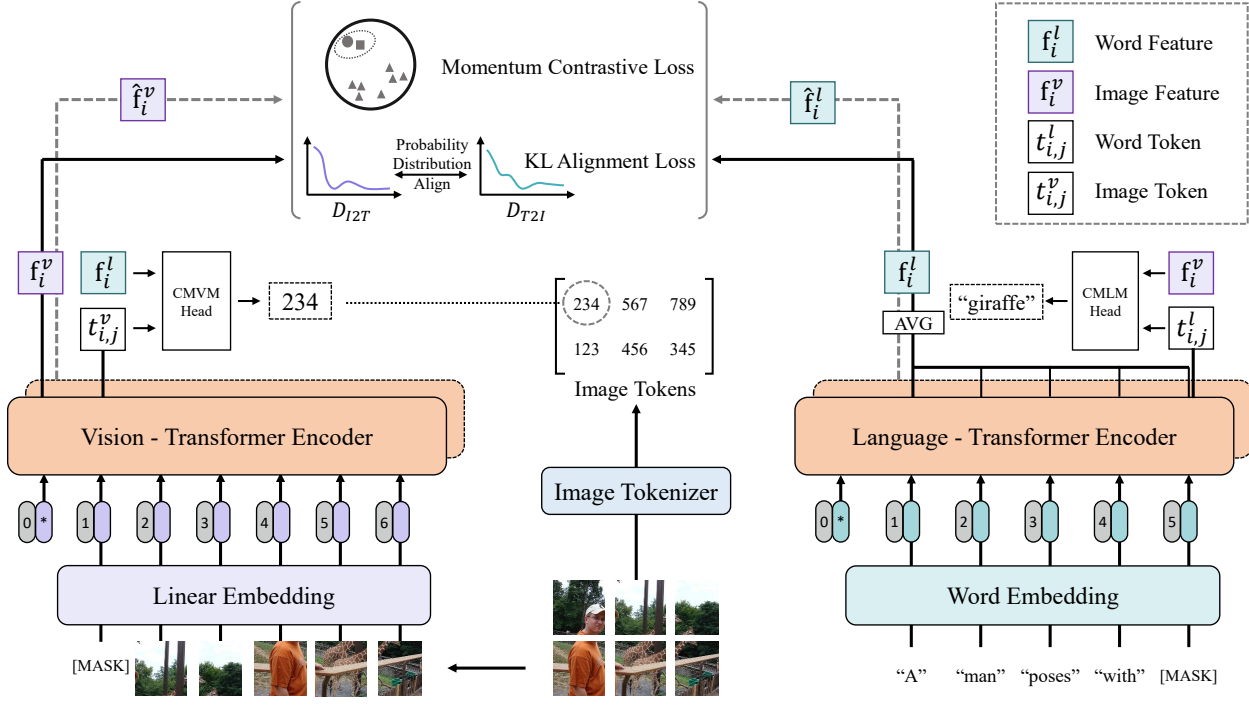 Momentum Contrastive Loss
Probability
Distribution
Align
KL Alignment Loss
D_{I2T}
D_{T2I}
f̂_i^v
f̂_i^l
f_i^l Word Feature
f_i^v Image Feature
t_{i,j}^l Word Token
t_{i,j}^v Image Token
f_i^v
f_i^l
t_{i,j}^v
CMVM
Head
234
234 567 789
123 456 345
Image Tokens
f_i^l
AVG
“giraffe”
CMLM
Head
f_i^v
t_{i,j}^l
Vision - Transformer Encoder
Language - Transformer Encoder
Image Tokenizer
0 * 1 2 3 4 5 6
0 * 1 2 3 4 5
Linear Embedding
Word Embedding
[MASK]
“A” “man” “poses” “with” [MASK]